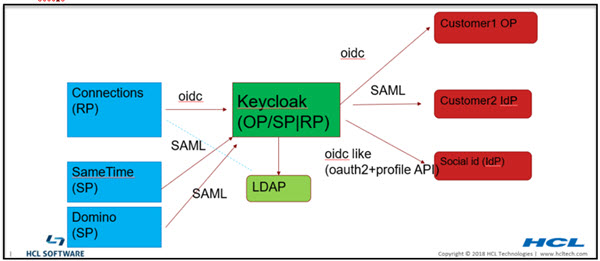 Customer1 OP
oidc
Connections
(RP)
oidc
Keycloak
(OP/SP|RP)
SAML
Customer2 IdP
SAML
SameTime
(SP)
oidc like
(oauth2+profile API)
Social id (IdP)
LDAP
SAML
Domino
(SP)
HCL SOFTWARE
HCL
Copyright © 2018 HCL Technologies | www.hcltech.com